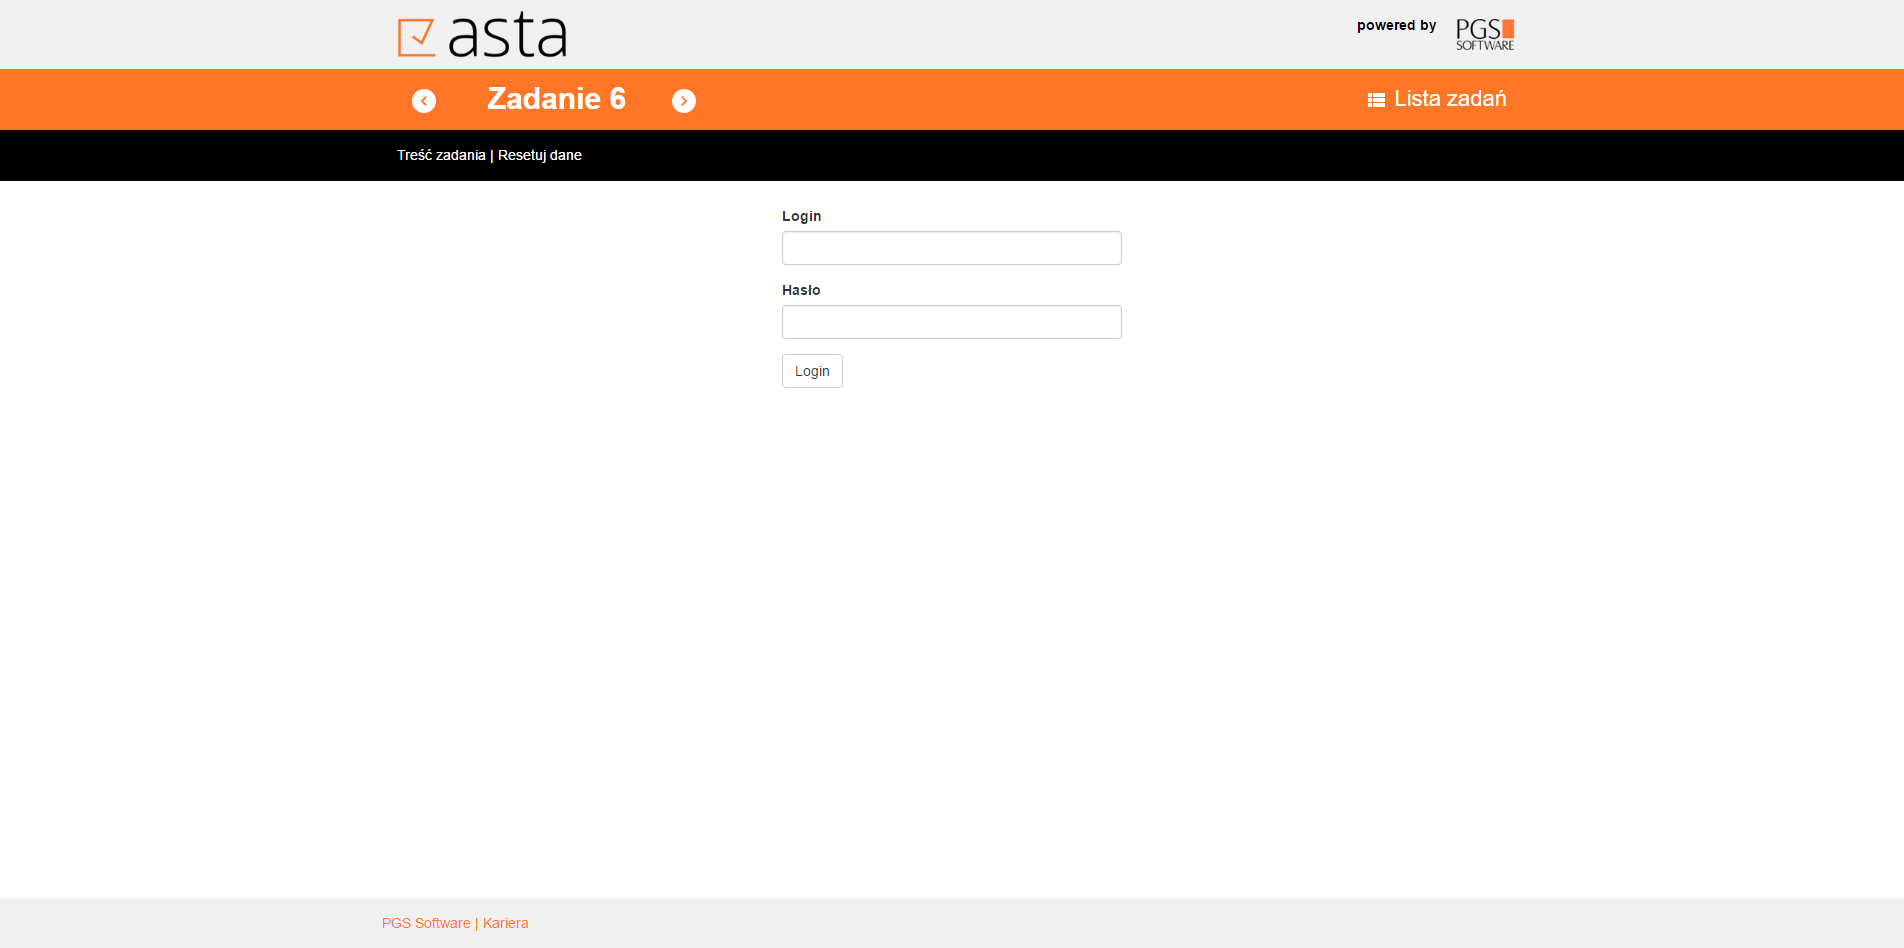 asta
powered by
PGS
SOFTWARE
Zadanie 6
Lista zadań
Treść zadania | Resetuj dane
Login
Hasło
Login
PGS Software | Kariera